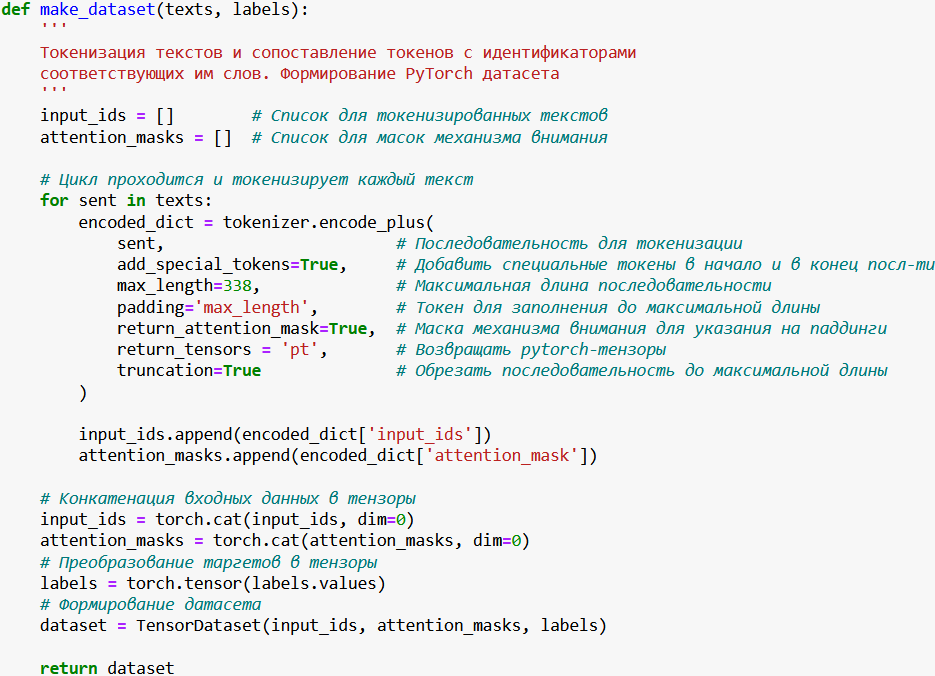 def make_dataset(texts, labels):
    '''
    Токенизация текстов и сопоставление токенов с идентификаторами
    соответствующих им слов. Формирование PyTorch датасета
    '''
    input_ids = []        # Список для токенизированных текстов
    attention_masks = []  # Список для масок механизма внимания

    # Цикл проходится и токенизирует каждый текст
    for sent in texts:
        encoded_dict = tokenizer.encode_plus(
            sent,                        # Последовательность для токенизации
            add_special_tokens=True,     # Добавить специальные токены в начало и в конец посл-ти
            max_length=338,              # Максимальная длина последовательности
            padding='max_length',        # Токен для заполнения до максимальной длины
            return_attention_mask=True,  # Маска механизма внимания для указания на паддинги
            return_tensors = 'pt',       # Возвращать pytorch-тензоры
            truncation=True              # Обрезать последовательность до максимальной длины
        )

        input_ids.append(encoded_dict['input_ids'])
        attention_masks.append(encoded_dict['attention_mask'])

    # Конкатенация входных данных в тензоры
    input_ids = torch.cat(input_ids, dim=0)
    attention_masks = torch.cat(attention_masks, dim=0)
    # Преобразование таргетов в тензоры
    labels = torch.tensor(labels.values)
    # Формирование датасета
    dataset = TensorDataset(input_ids, attention_masks, labels)

    return dataset